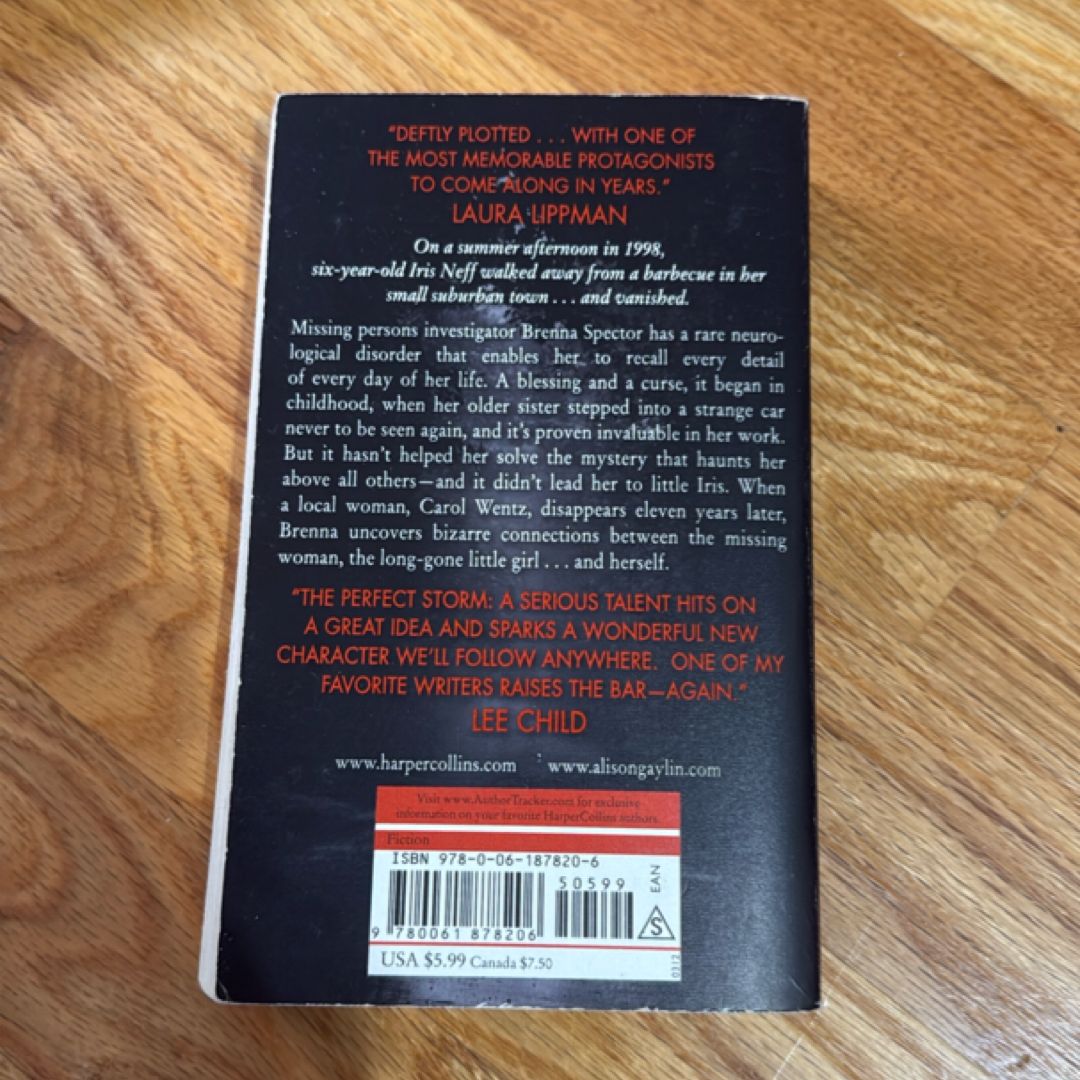 "DEFTLY PLOTTED . . . WITH ONE OF
THE MOST MEMORABLE PROTAGONISTS
TO COME ALONG IN YEARS."
LAURA LIPPMAN
On a summer afternoon in 1998,
six-year-old Iris Neff walked away from a barbecue in her
small suburban town . . . and vanished.
Missing persons investigator Brenna Spector has a rare neuro-
logical disorder that enables her to recall every detail
of every day of her life. A blessing and a curse, it began in
childhood, when her older sister stepped into a strange car
never to be seen again, and it's proven invaluable in her work.
But it hasn't helped her solve the mystery that haunts her
above all others—and it didn't lead her to little Iris. When
a local woman, Carol Wentz, disappears eleven years later,
Brenna uncovers bizarre connections between the missing
woman, the long-gone little girl . . . and herself.
"THE PERFECT STORM: A SERIOUS TALENT HITS ON
A GREAT IDEA AND SPARKS A WONDERFUL NEW
CHARACTER WE'LL FOLLOW ANYWHERE. ONE OF MY
FAVORITE WRITERS RAISES THE BAR—AGAIN."
LEE CHILD
www.harpercollins.com www.alisongaylin.com
Visit www.AuthorTracker.com for exclusive
information on your favorite HarperCollins authors.
Fiction
ISBN 978-0-06-187820-6
50599
EAN
S
9 780061 878206
USA $5.99 Canada $7.50
0312